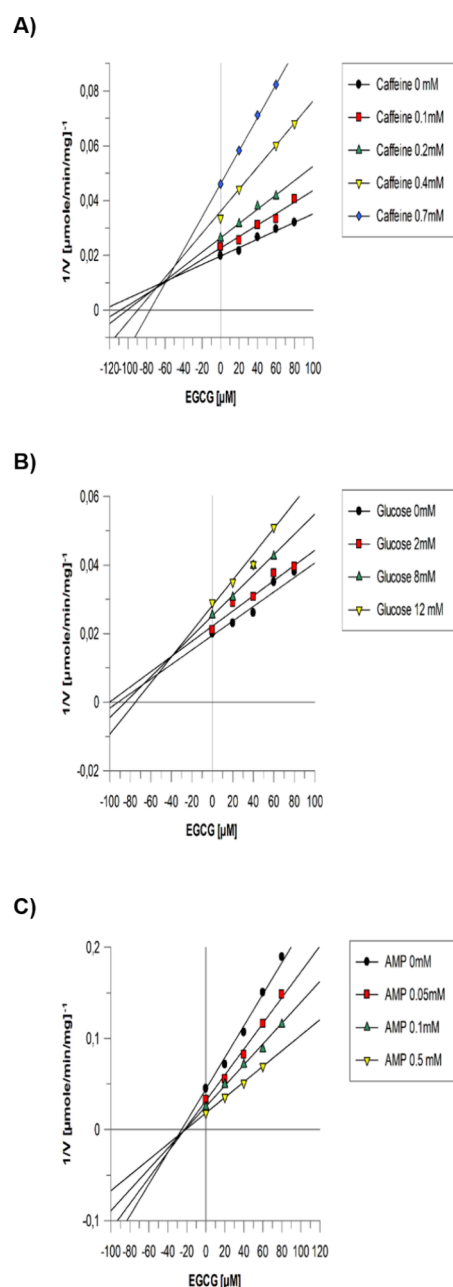 A)
0,08
0,06
0,04
0,02
0
1/V [µmole/min/mg]-1
-120 -100 -80 -60 -40 -20 0 20 40 60 80 100
EGCG [µM]
Caffeine 0 mM
Caffeine 0.1mM
Caffeine 0.2mM
Caffeine 0.4mM
Caffeine 0.7mM
B)
0,06
0,04
0,02
0
-0,02
1/V [µmole/min/mg]-1
-100 -80 -60 -40 -20 0 20 40 60 80 100
EGCG [µM]
Glucose 0mM
Glucose 2mM
Glucose 8mM
Glucose 12 mM
C)
0,2
0,1
0
-0,1
1/V [µmole/min/mg]-1
-100 -80 -60 -40 -20 0 20 40 60 80 100 120
EGCG [µM]
AMP 0mM
AMP 0.05mM
AMP 0.1mM
AMP 0.5 mM